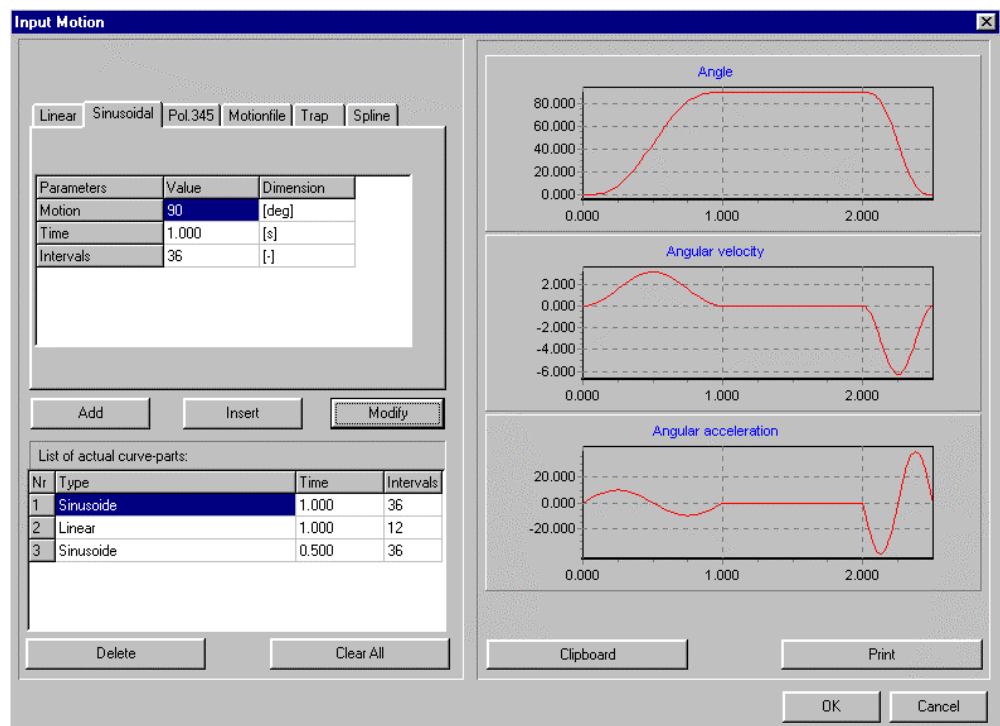 Input Motion
Linear Sinusoidal Pol.345 Motionfile Trap Spline
Parameters Value Dimension
Motion 90 [deg]
Time 1.000 [s]
Intervals 36 [-]
Add Insert Modify
List of actual curve-parts:
Nr Type Time Intervals
1 Sinusoide 1.000 36
2 Linear 1.000 12
3 Sinusoide 0.500 36
Delete Clear All
Angle
80.000
60.000
40.000
20.000
0.000
0.000 1.000 2.000
Angular velocity
2.000
0.000
-2.000
-4.000
-6.000
0.000 1.000 2.000
Angular acceleration
20.000
0.000
-20.000
0.000 1.000 2.000
Clipboard Print
OK Cancel